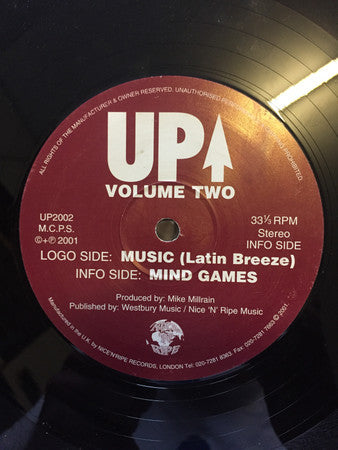 ALL RIGHTS OF THE MANUFACTURER & OWNER RESERVED. UNAUTHORISED PROHIBITED.
UP
VOLUME TWO
UP2002
M.C.P.S.
©+℗ 2001
33⅓ RPM
Stereo
INFO SIDE
LOGO SIDE: MUSIC (Latin Breeze)
INFO SIDE: MIND GAMES
Produced by: Mike Millrain
Published by: Westbury Music / Nice 'N' Ripe Music
Manufactured in the U.K. by NICE'N'RIPE RECORDS, LONDON Tel: 020-7281 8363. Fax: 020-7281 7663 © 2001.